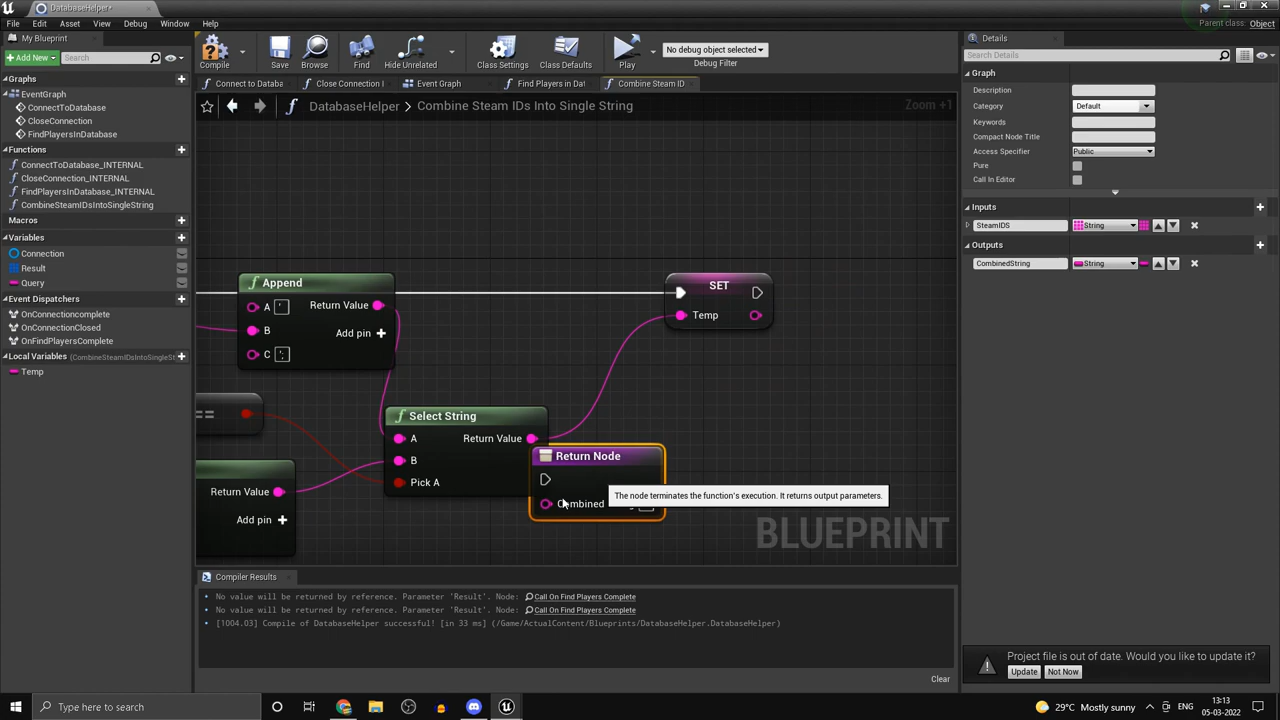 DatabaseHelper*
File Edit Asset View Debug Window Help
Parent class: Object
My Blueprint
Add New
Search
Compile
Save
Browse
Find
Hide Unrelated
Class Settings
Class Defaults
Play
No debug object selected
Debug Filter
Graphs
EventGraph
ConnectToDatabase
CloseConnection
FindPlayersInDatabase
Functions
ConnectToDatabase_INTERNAL
CloseConnection_INTERNAL
FindPlayersInDatabase_INTERNAL
CombineSteamIDsIntoSingleString
Macros
Variables
Connection
Result
Query
Event Dispatchers
OnConnectioncomplete
OnConnectionClosed
OnFindPlayersComplete
Local Variables (CombineSteamIDsIntoSingleSt
Temp
Connect to Datab
Close Connection I
Event Graph
Find Players in Dat
Combine Steam ID
DatabaseHelper > Combine Steam IDs Into Single String
Zoom +1
Append
A '
Return Value
B
Add pin +
C ',
SET
Temp
==
Select String
A
Return Value
B
Pick A
Return Value
Add pin +
Return Node
Combined
The node terminates the function's execution. It returns output parameters.
BLUEPRINT
Compiler Results
No value will be returned by reference. Parameter 'Result'. Node: Call On Find Players Complete
No value will be returned by reference. Parameter 'Result'. Node: Call On Find Players Complete
[1004.03] Compile of DatabaseHelper successful! [in 33 ms] (/Game/ActualContent/Blueprints/DatabaseHelper.DatabaseHelper)
Clear
Details
Search Details
Graph
Description
Category Default
Keywords
Compact Node Title
Access Specifier Public
Pure
Call In Editor
Inputs
SteamIDS String
Outputs
CombinedString String
Project file is out of date. Would you like to update it?
Update Not Now
Type here to search
29°C Mostly sunny
ENG
13:13
05-03-2022